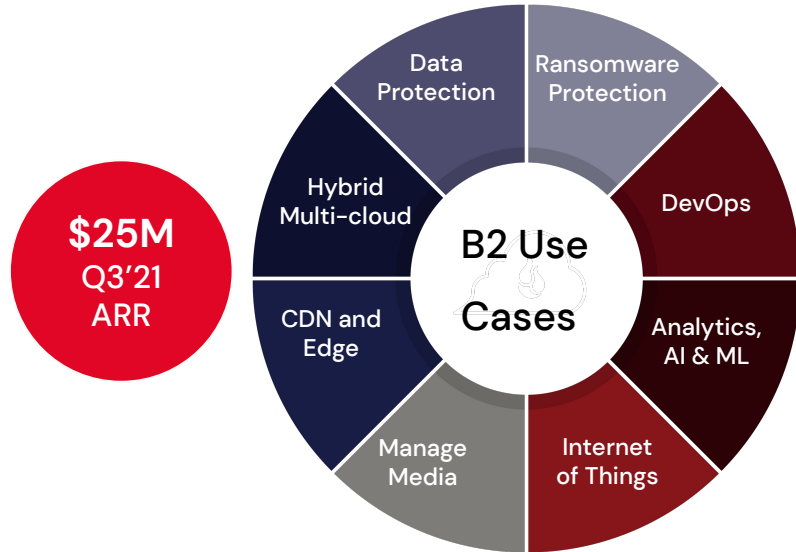 $25M
Q3’21
ARR
B2 Use
Cases
Data
Protection
Ransomware
Protection
DevOps
Analytics,
AI & ML
Internet
of Things
Manage
Media
CDN and
Edge
Hybrid
Multi-cloud